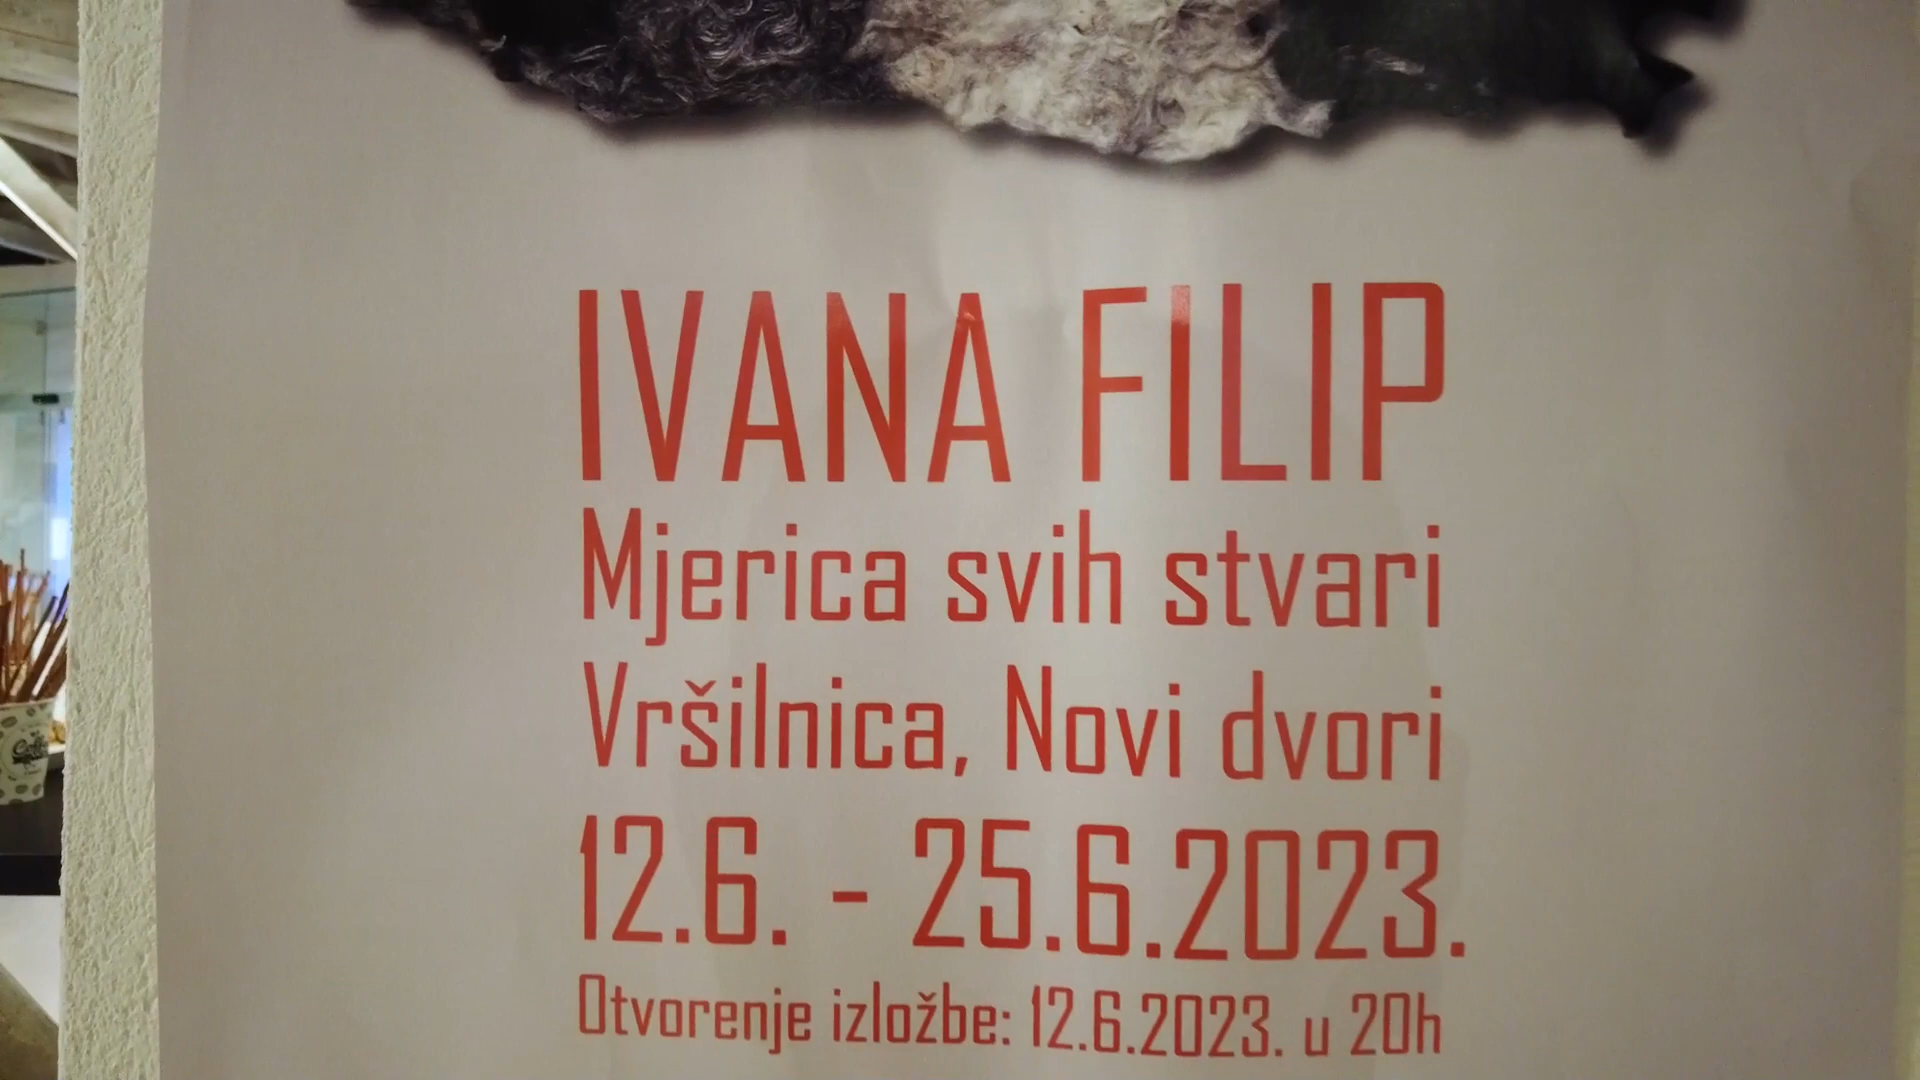 IVANA FILIP
Mjerica svih stvari
Vršilnica, Novi dvori
12.6. - 25.6.2023.
Otvorenje izložbe: 12.6.2023. u 20h